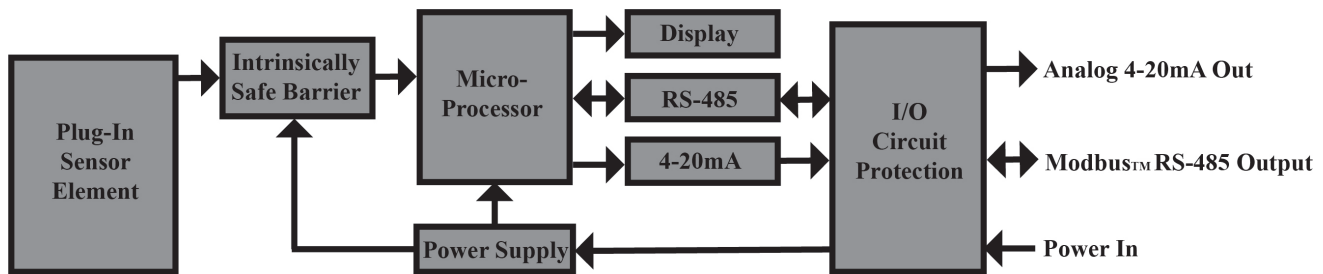 Plug-In
Sensor
Element
Intrinsically
Safe Barrier
Micro-
Processor
Power Supply
Display
RS-485
4-20mA
I/O
Circuit
Protection
Analog 4-20mA Out
Modbus™ RS-485 Output
Power In